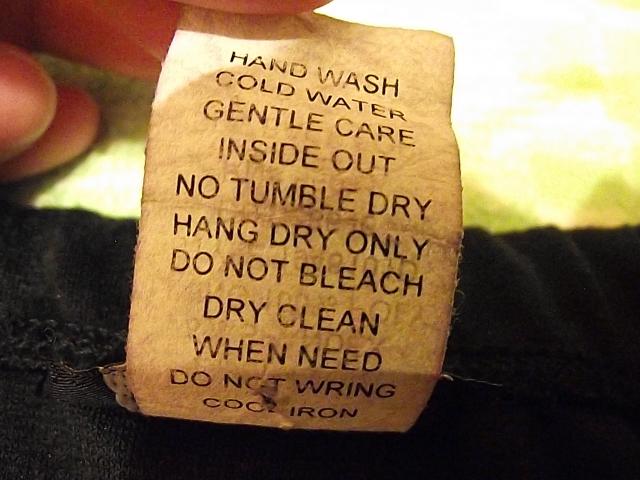 HAND WASH
COLD WATER
GENTLE CARE
INSIDE OUT
NO TUMBLE DRY
HANG DRY ONLY
DO NOT BLEACH
DRY CLEAN
WHEN NEED
DO NOT WRING
COOL IRON